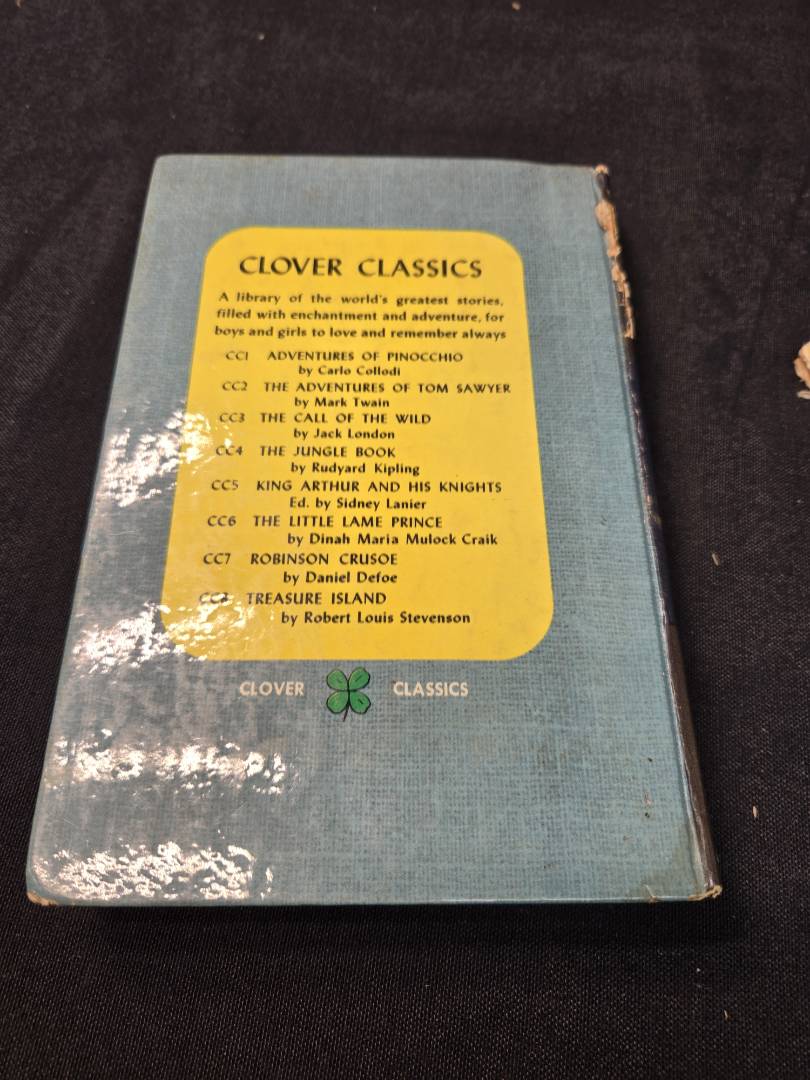 CLOVER CLASSICS
A library of the world's greatest stories,
filled with enchantment and adventure, for
boys and girls to love and remember always
CC1 ADVENTURES OF PINOCCHIO
by Carlo Collodi
CC2 THE ADVENTURES OF TOM SAWYER
by Mark Twain
CC3 THE CALL OF THE WILD
by Jack London
CC4 THE JUNGLE BOOK
by Rudyard Kipling
CC5 KING ARTHUR AND HIS KNIGHTS
Ed. by Sidney Lanier
CC6 THE LITTLE LAME PRINCE
by Dinah Maria Mulock Craik
CC7 ROBINSON CRUSOE
by Daniel Defoe
CC8 TREASURE ISLAND
by Robert Louis Stevenson
CLOVER CLASSICS